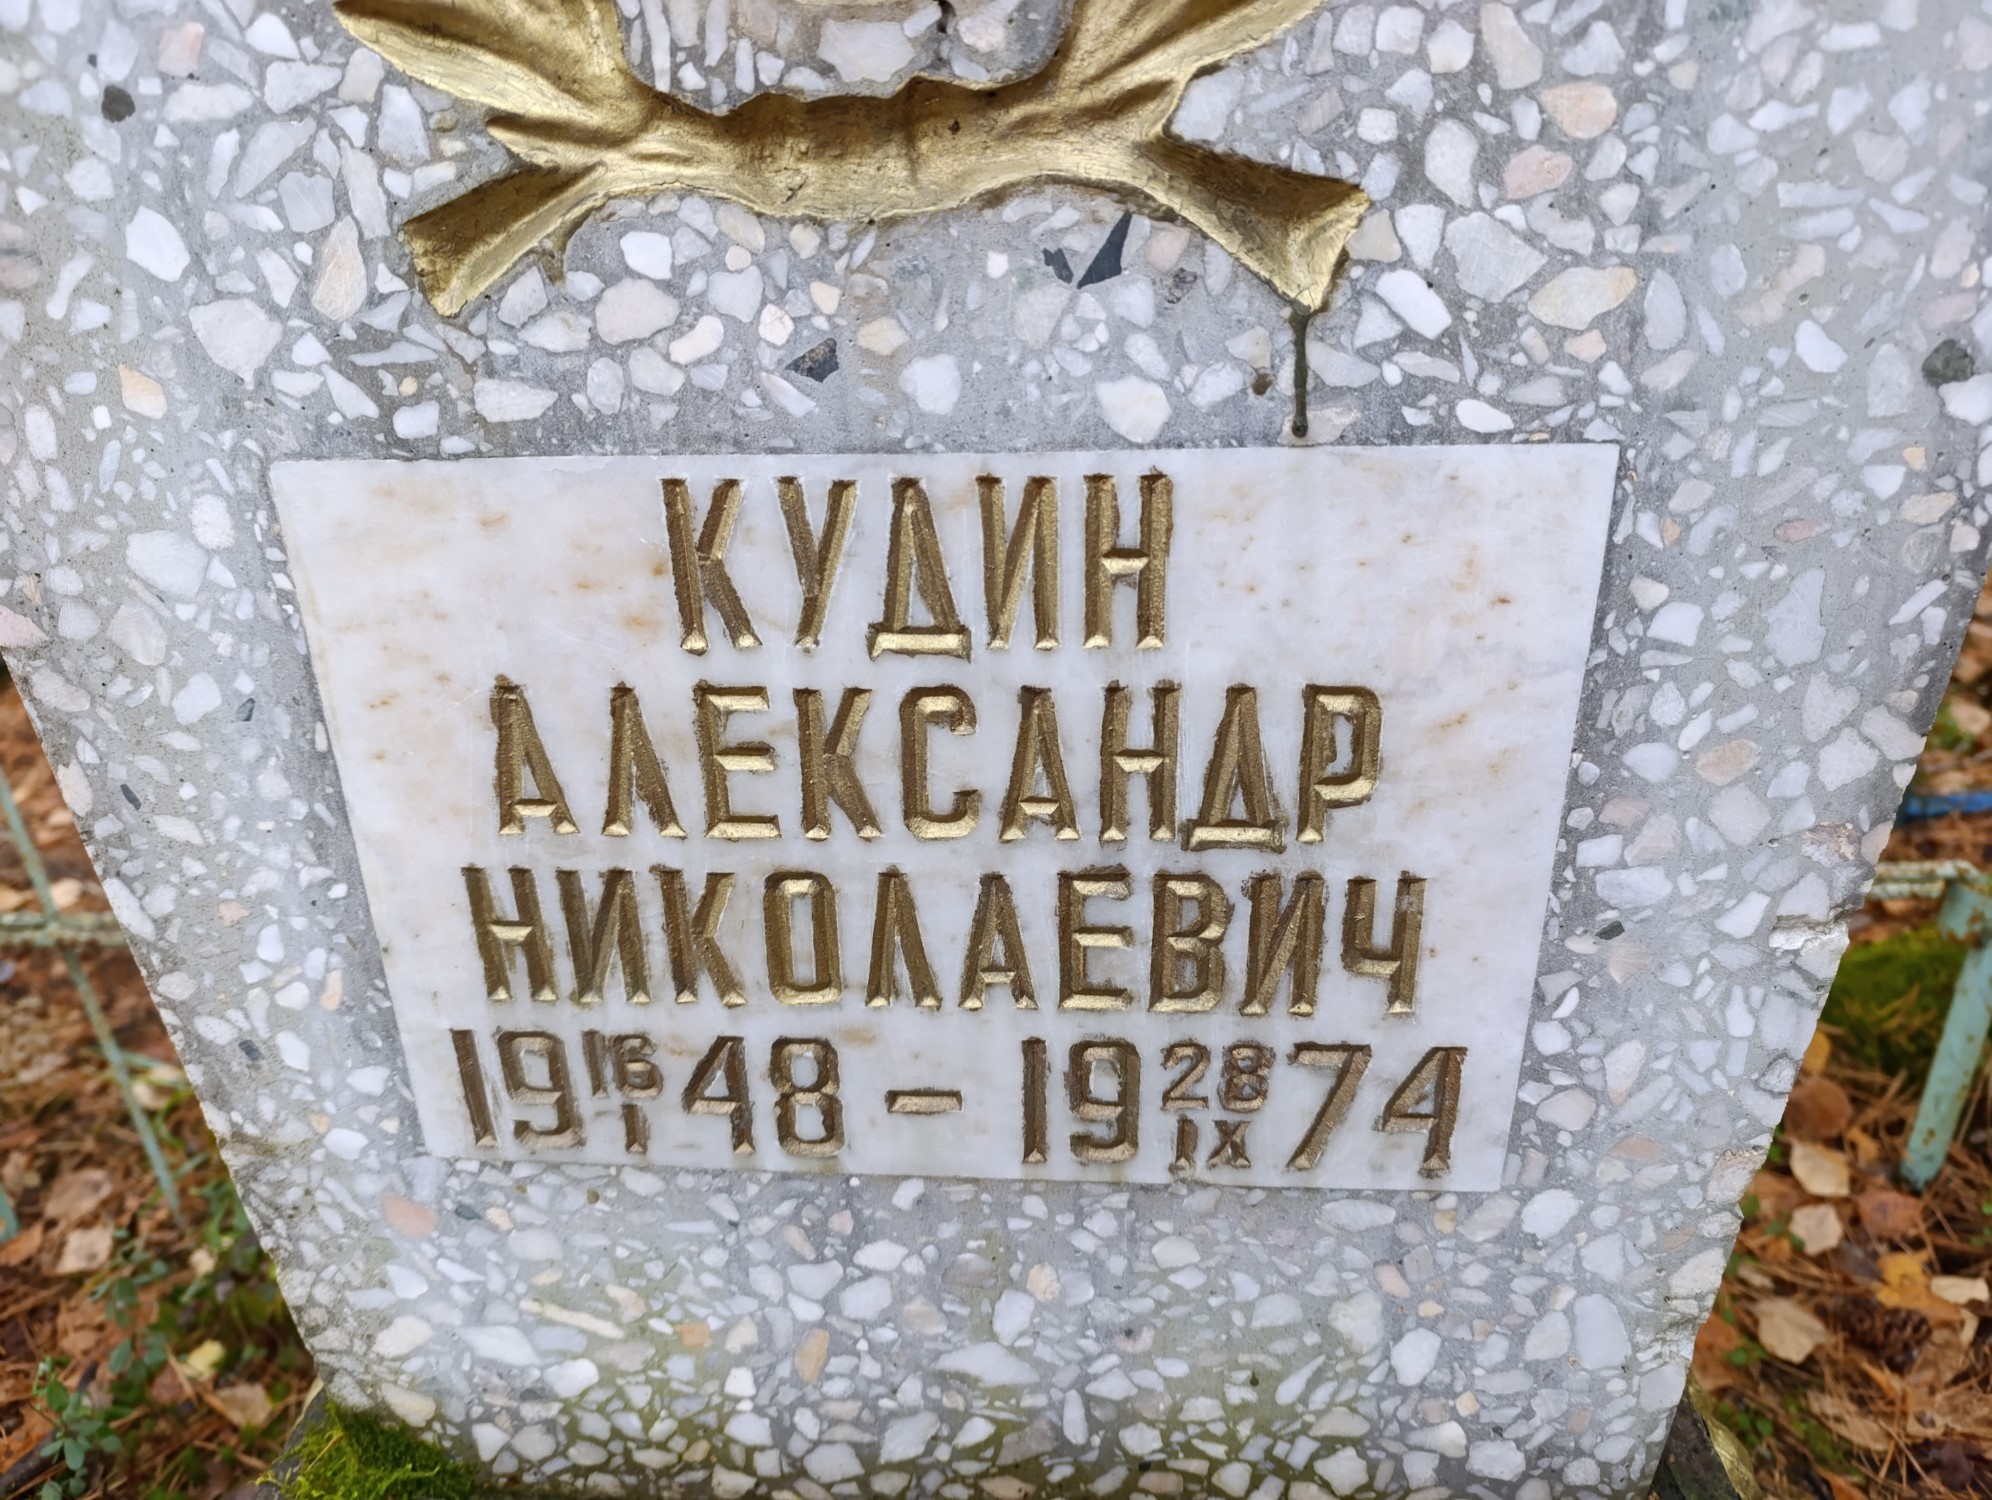 КУДИН
АЛЕКСАНДР
НИКОЛАЕВИЧ
19 16/I 48 – 19 28/IX 74